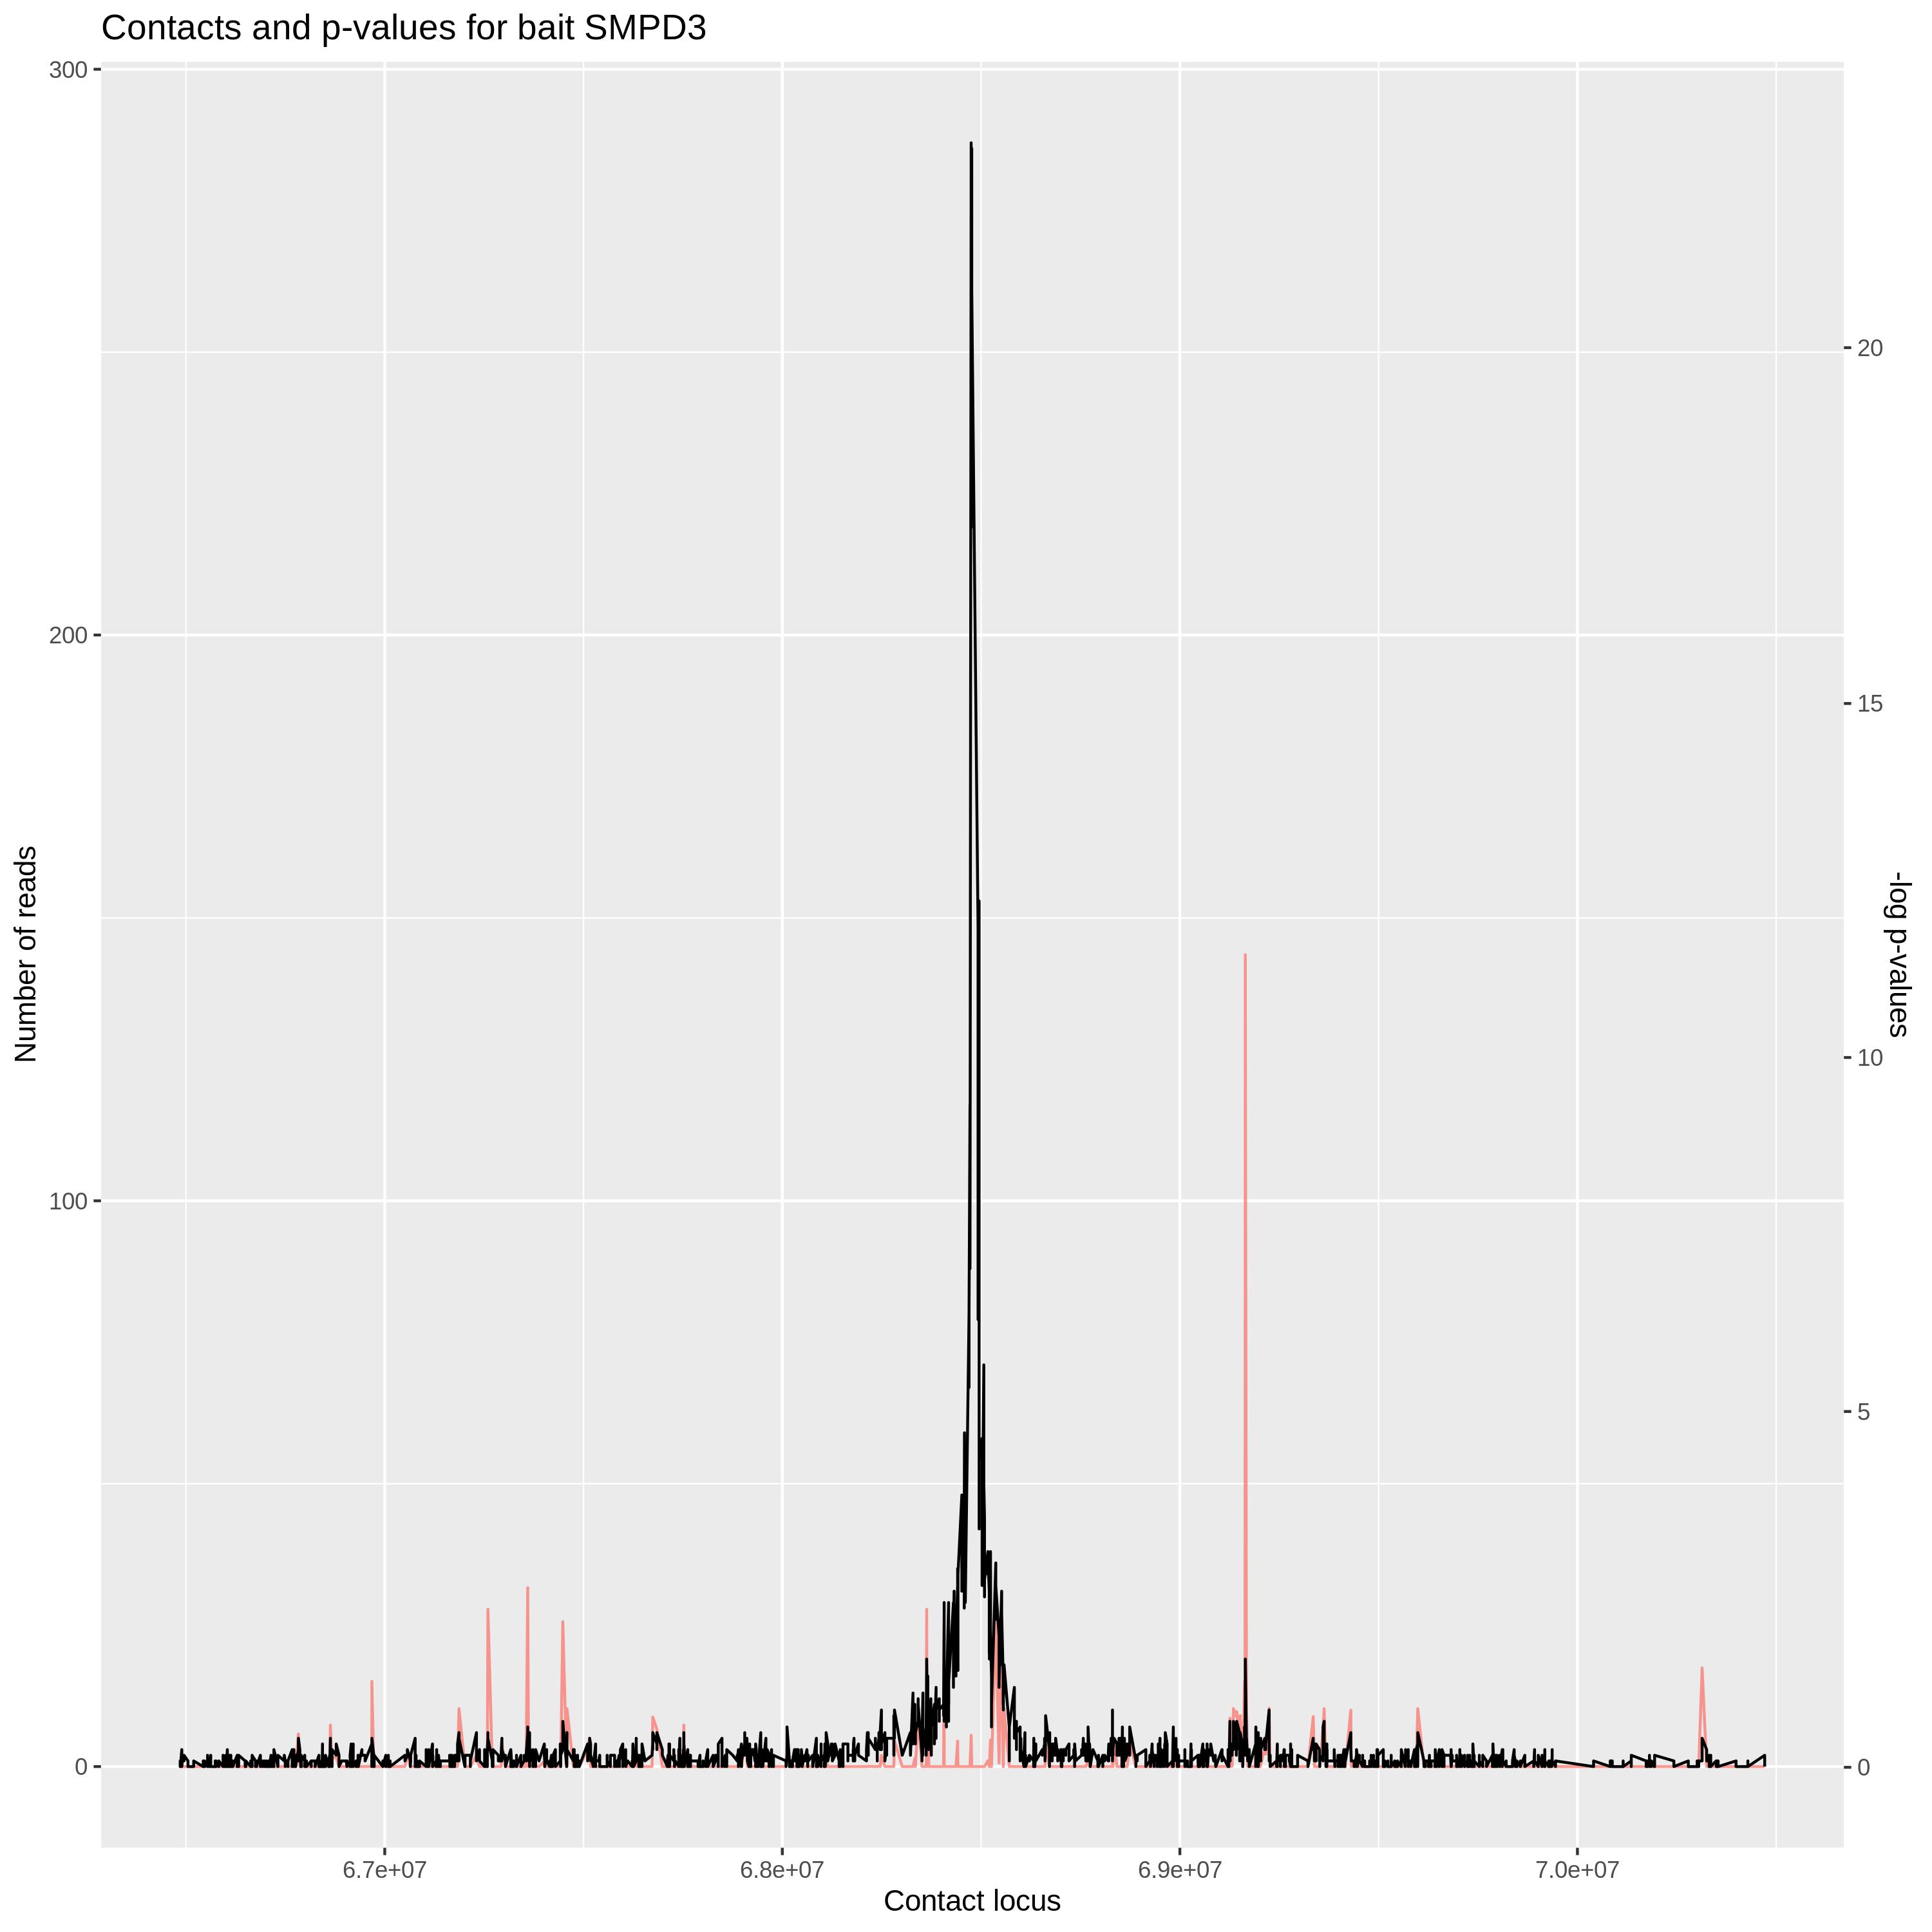 Contacts and p-values for bait SMPD3
300
200
100
0
Number of reads
20
15
10
5
0
-log p-values
6.7e+07
6.8e+07
6.9e+07
7.0e+07
Contact locus